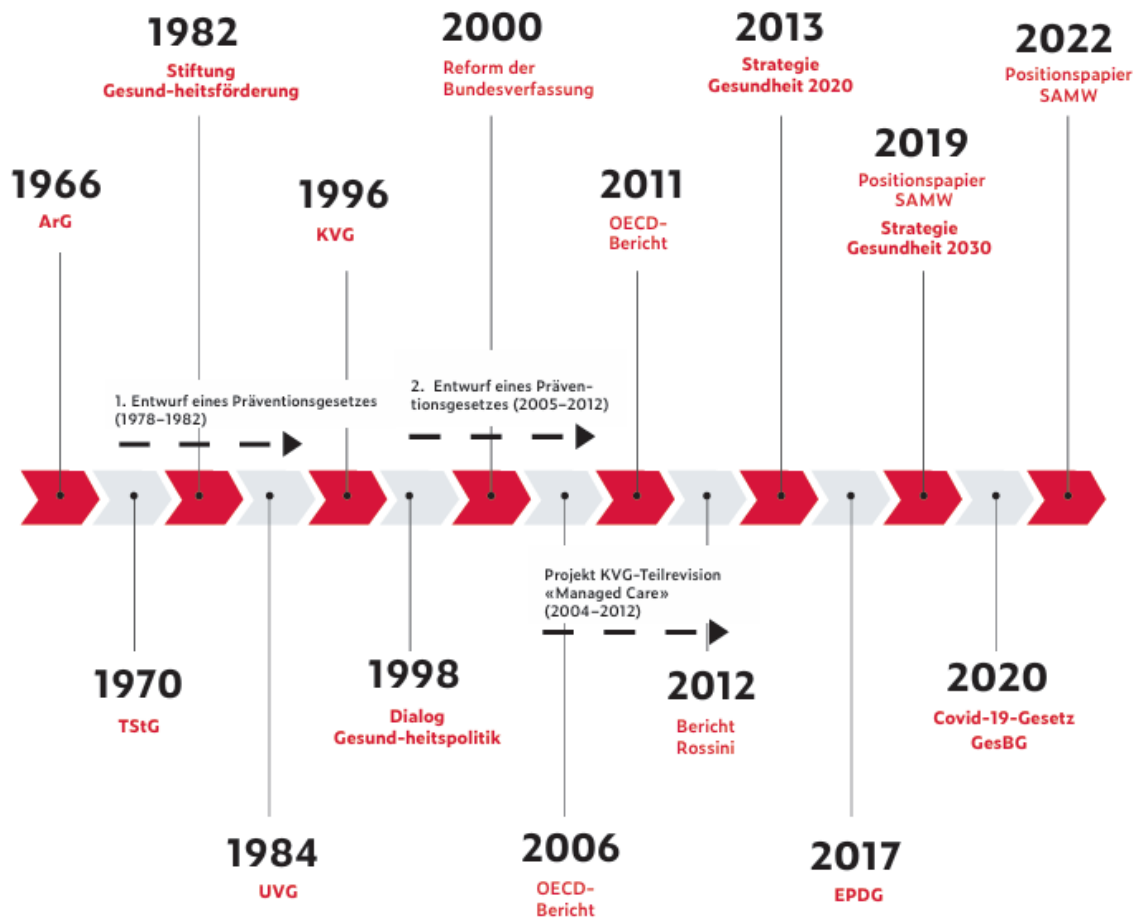 1982
Stiftung
Gesund-heitsförderung
2000
Reform der
Bundesverfassung
2013
Strategie
Gesundheit 2020
2022
Positionspapier
SAMW
1966
ArG
1996
KVG
2011
OECD-
Bericht
2019
Positionspapier
SAMW
Strategie
Gesundheit 2030
1. Entwurf eines Präventionsgesetzes
(1978–1982)
2. Entwurf eines Präven-
tionsgesetzes (2005–2012)
Projekt KVG-Teilrevision
«Managed Care»
(2004–2012)
1970
TStG
1998
Dialog
Gesund-heitspolitik
2012
Bericht
Rossini
2020
Covid-19-Gesetz
GesBG
1984
UVG
2006
OECD-
Bericht
2017
EPDG